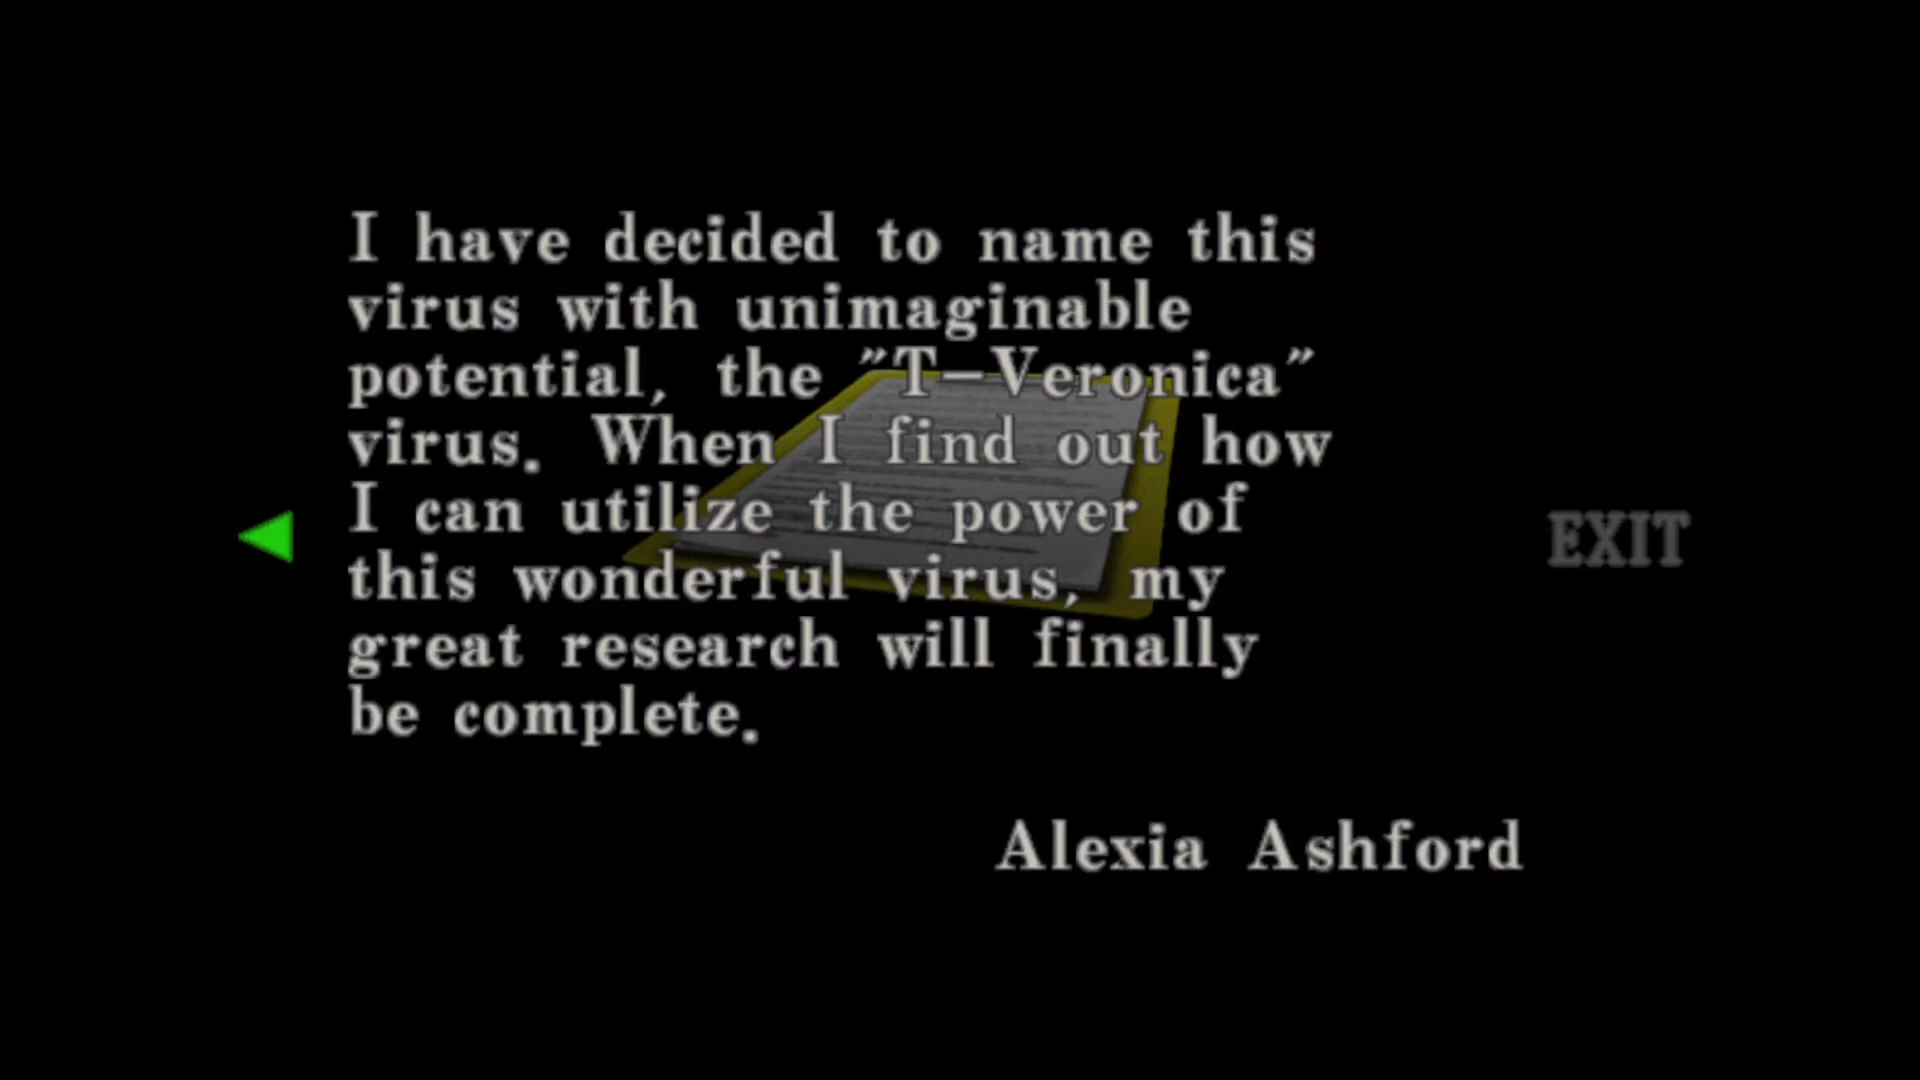 I have decided to name this
virus with unimaginable
potential, the "T-Veronica"
virus. When I find out how
I can utilize the power of
this wonderful virus, my
great research will finally
be complete.
EXIT
Alexia Ashford